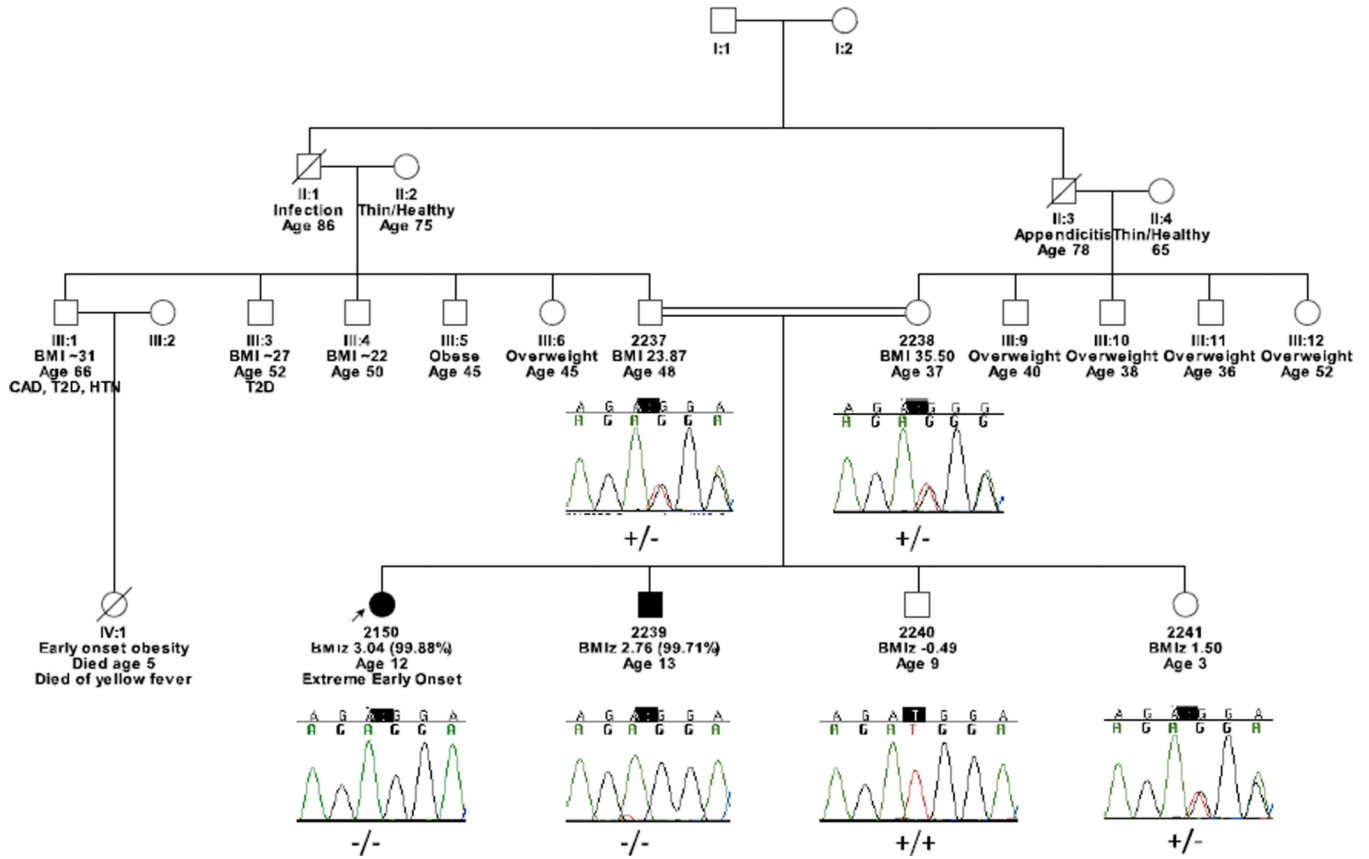 I:1
I:2
II:1
Infection
Age 86
II:2
Thin/Healthy
Age 75
II:3
Appendicitis
Age 78
II:4
Thin/Healthy
65
III:1
BMI ~31
Age 66
CAD, T2D, HTN
III:2
III:3
BMI ~27
Age 52
T2D
III:4
BMI ~22
Age 50
III:5
Obese
Age 45
III:6
Overweight
Age 45
2237
BMI 23.87
Age 48
2238
BMI 35.50
Age 37
III:9
Overweight
Age 40
III:10
Overweight
Age 38
III:11
Overweight
Age 36
III:12
Overweight
Age 52
A G A G G A
A G A G G A
+/-
A G A G G G
A G A G G G
+/-
IV:1
Early onset obesity
Died age 5
Died of yellow fever
2150
BMIz 3.04 (99.88%)
Age 12
Extreme Early Onset
2239
BMIz 2.76 (99.71%)
Age 13
2240
BMIz -0.49
Age 9
2241
BMIz 1.50
Age 3
A G A G G A
A G A G G A
-/-
A G A G G A
A G A G G A
-/-
A G A T G G A
A G A T G G A
+/+
A G A G G A
A G A G G A
+/-